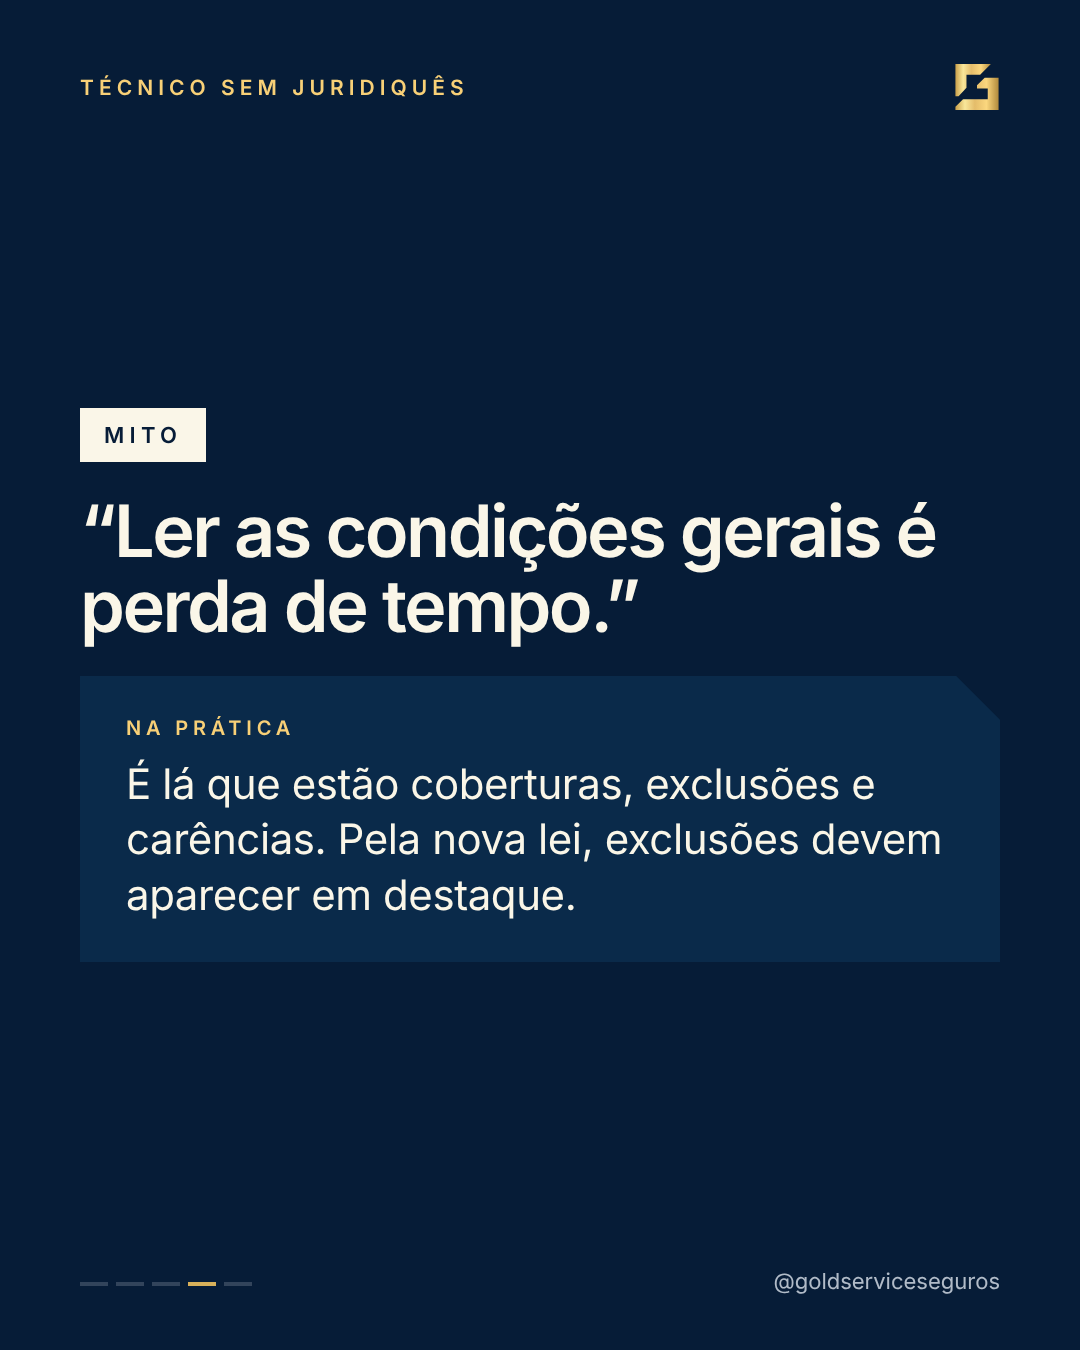 TÉCNICO SEM JURIDIQUÊS
MITO
“Ler as condições gerais é
perda de tempo.”
NA PRÁTICA
É lá que estão coberturas, exclusões e
carências. Pela nova lei, exclusões devem
aparecer em destaque.
@goldserviceseguros